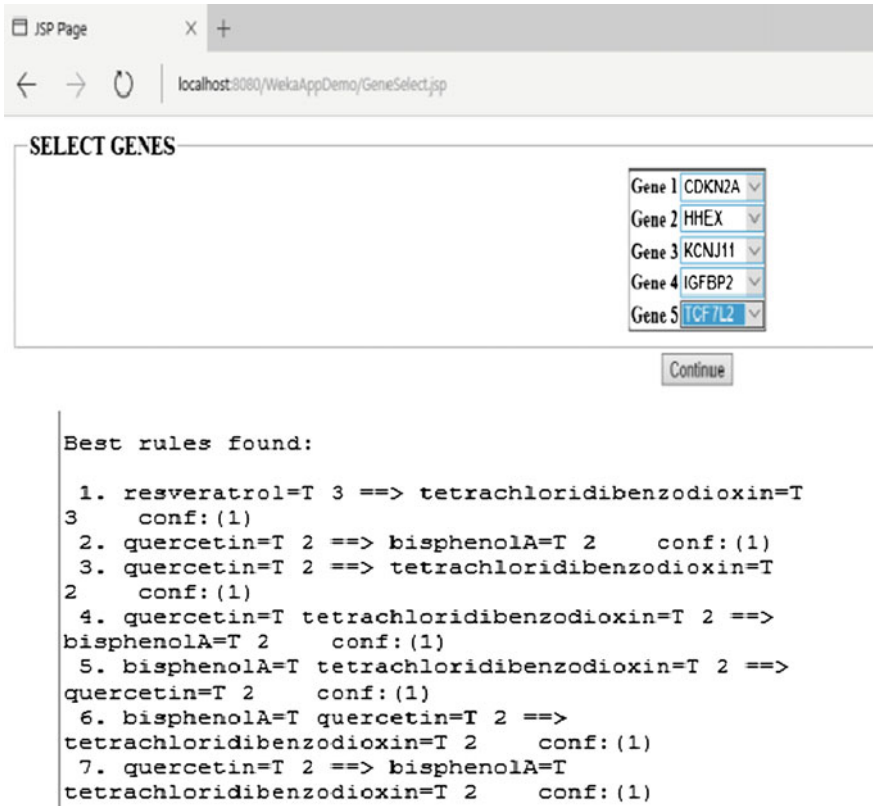 JSP Page
localhost:8080/WekaAppDemo/GeneSelect.jsp
SELECT GENES
Gene 1 CDKN2A
Gene 2 HHEX
Gene 3 KCNJ11
Gene 4 IGFBP2
Gene 5 TCF7L2
Continue
Best rules found:
1. resveratrol=T 3 ==> tetrachloridibenzodioxin=T
3 conf:(1)
2. quercetin=T 2 ==> bisphenolA=T 2 conf:(1)
3. quercetin=T 2 ==> tetrachloridibenzodioxin=T
2 conf:(1)
4. quercetin=T tetrachloridibenzodioxin=T 2 ==>
bisphenolA=T 2 conf:(1)
5. bisphenolA=T tetrachloridibenzodioxin=T 2 ==>
quercetin=T 2 conf:(1)
6. bisphenolA=T quercetin=T 2 ==>
tetrachloridibenzodioxin=T 2 conf:(1)
7. quercetin=T 2 ==> bisphenolA=T
tetrachloridibenzodioxin=T 2 conf:(1)